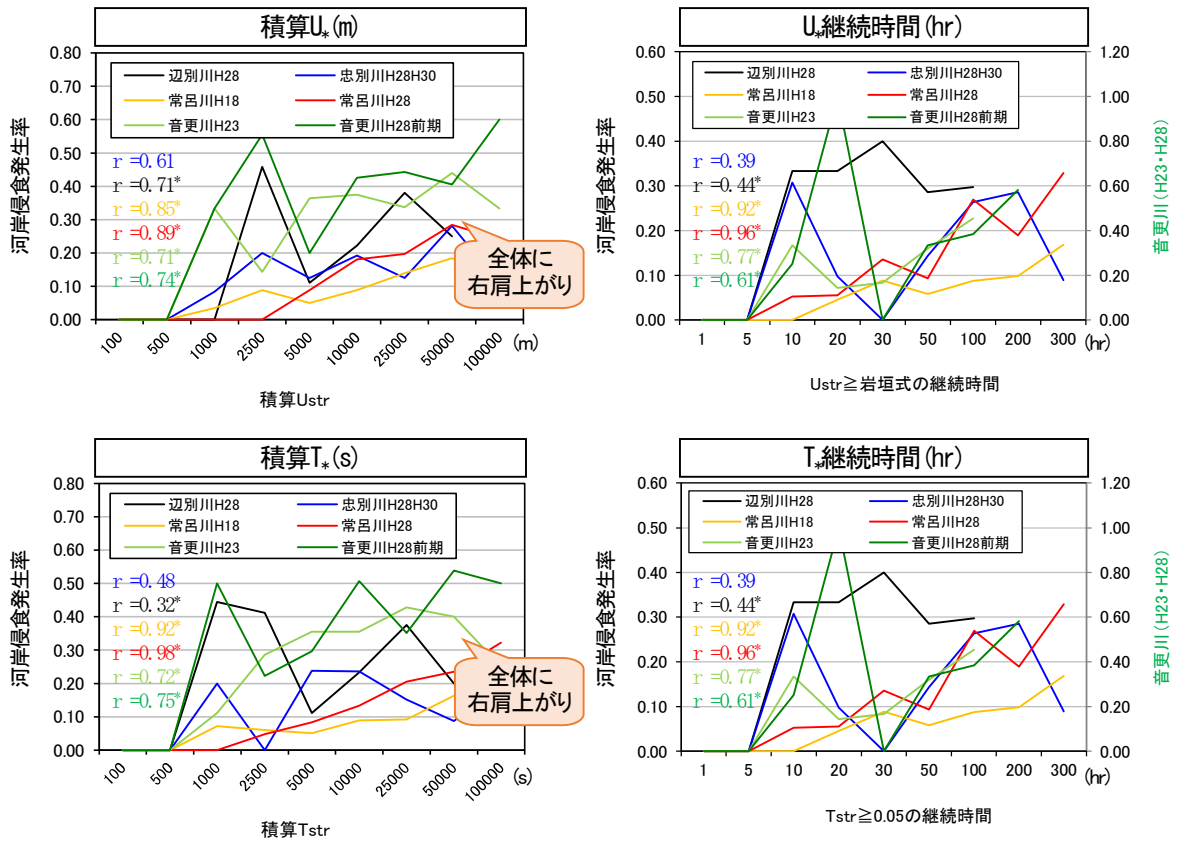 積算U*(m)
河岸侵食発生率
0.80
0.70
0.60
0.50
0.40
0.30
0.20
0.10
0.00
辺別川H28
忠別川H28H30
常呂川H18
常呂川H28
音更川H23
音更川H28前期
r =0.61
r =0.71*
r =0.85*
r =0.89*
r =0.71*
r =0.74*
全体に
右肩上がり
100
500
1000
2500
5000
10000
25000
50000
100000
(m)
積算Ustr
U*継続時間(hr)
河岸侵食発生率
0.60
0.50
0.40
0.30
0.20
0.10
0.00
辺別川H28
忠別川H28H30
常呂川H18
常呂川H28
音更川H23
音更川H28前期
r =0.39
r =0.44*
r =0.92*
r =0.96*
r =0.77*
r =0.61*
1.20
1.00
0.80
0.60
0.40
0.20
0.00
音更川(H23・H28)
1
5
10
20
30
50
100
200
300
(hr)
Ustr≧岩垣式の継続時間
積算T*(s)
河岸侵食発生率
0.80
0.70
0.60
0.50
0.40
0.30
0.20
0.10
0.00
辺別川H28
忠別川H28H30
常呂川H18
常呂川H28
音更川H23
音更川H28前期
r =0.48
r =0.32*
r =0.92*
r =0.98*
r =0.72*
r =0.75*
全体に
右肩上がり
100
500
1000
2500
5000
10000
25000
50000
100000
(s)
積算Tstr
T*継続時間(hr)
河岸侵食発生率
0.60
0.50
0.40
0.30
0.20
0.10
0.00
辺別川H28
忠別川H28H30
常呂川H18
常呂川H28
音更川H23
音更川H28前期
r =0.39
r =0.44*
r =0.92*
r =0.96*
r =0.77*
r =0.61*
1.20
1.00
0.80
0.60
0.40
0.20
0.00
音更川(H23・H28)
1
5
10
20
30
50
100
200
300
(hr)
Tstr≧0.05の継続時間